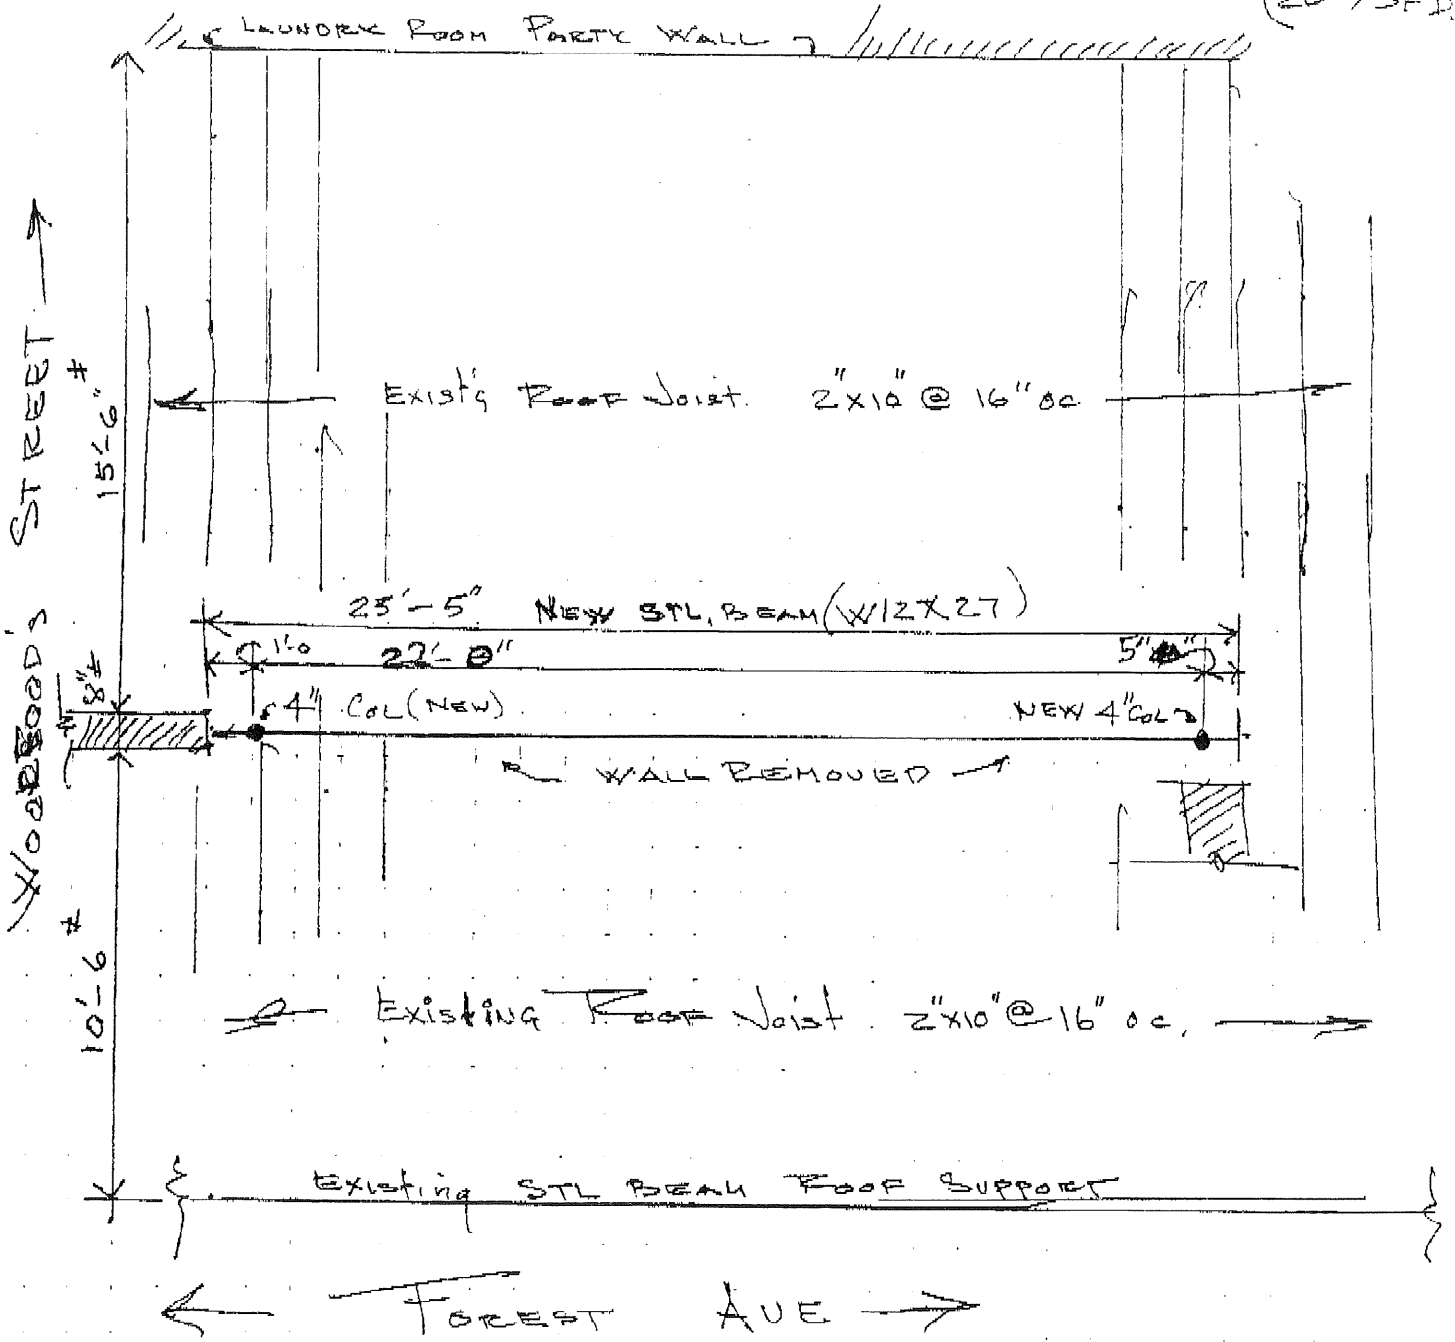 LAUNDRY ROOM PARTY WALL
STREET
15'-6" ±
EXIST'G ROOF JOIST. 2"X10" @ 16" OC
25'-5" NEW STL. BEAM (W12X27)
1'-0
22'-0"
5"
8"±
4" COL (NEW)
NEW 4" COL
WALL REMOVED
10'-6 ±
EXISTING ROOF JOIST. 2"X10" @ 16" OC.
EXISTING STL BEAM ROOF SUPPORT
FOREST AVE